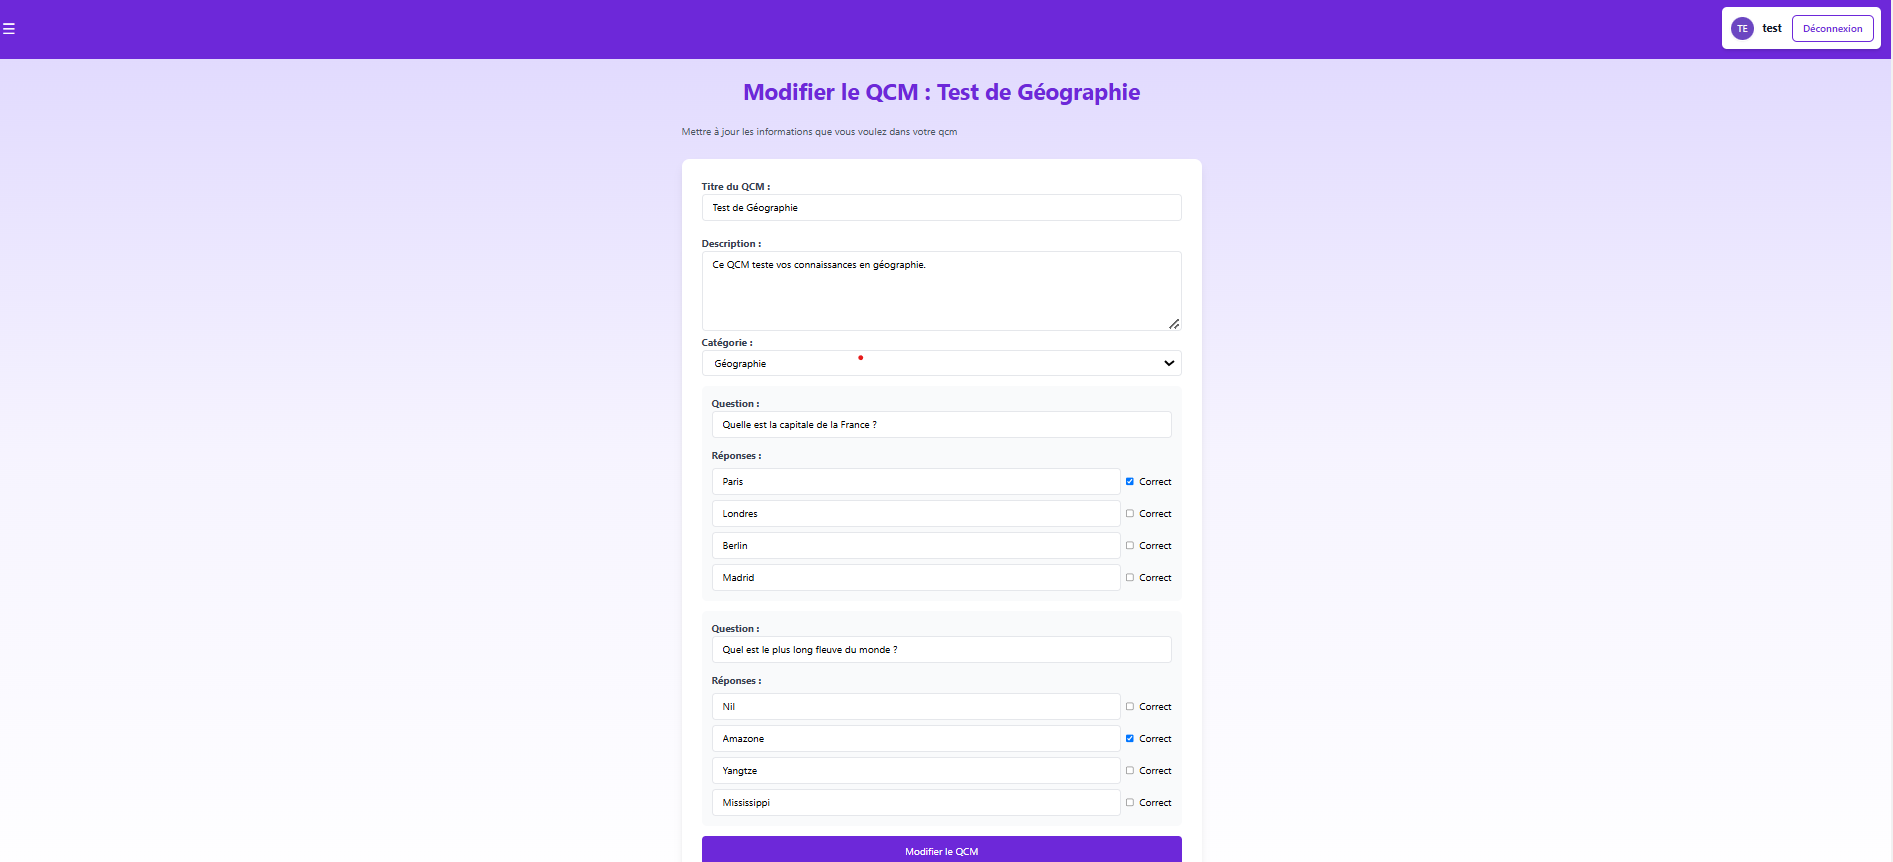 ☰
TE test Déconnexion
Modifier le QCM : Test de Géographie
Mettre à jour les informations que vous voulez dans votre qcm
Titre du QCM :
Test de Géographie
Description :
Ce QCM teste vos connaissances en géographie.
Catégorie :
Géographie
Question :
Quelle est la capitale de la France ?
Réponses :
Paris Correct
Londres Correct
Berlin Correct
Madrid Correct
Question :
Quel est le plus long fleuve du monde ?
Réponses :
Nil Correct
Amazone Correct
Yangtze Correct
Mississippi Correct
Modifier le QCM